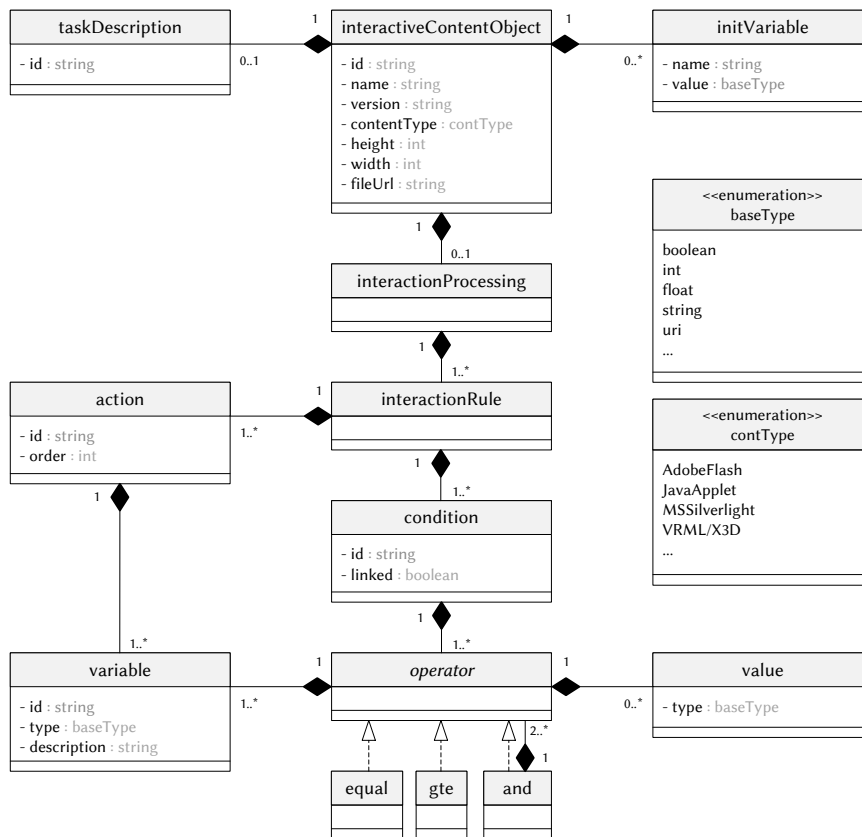 taskDescription
- id : string
1
0..1
interactiveContentObject
- id : string
- name : string
- version : string
- contentType : contType
- height : int
- width : int
- fileUrl : string
1
0..*
initVariable
- name : string
- value : baseType
<<enumeration>>
baseType
boolean
int
float
string
uri
...
1
0..1
interactionProcessing
1
1..*
action
- id : string
- order : int
1
1..*
interactionRule
<<enumeration>>
contType
AdobeFlash
JavaApplet
MSSilverlight
VRML/X3D
...
1
1..*
condition
- id : string
- linked : boolean
1
1..*
1
1..*
variable
- id : string
- type : baseType
- description : string
1
1..*
operator
1
0..*
value
- type : baseType
2..*
1
equal
gte
and